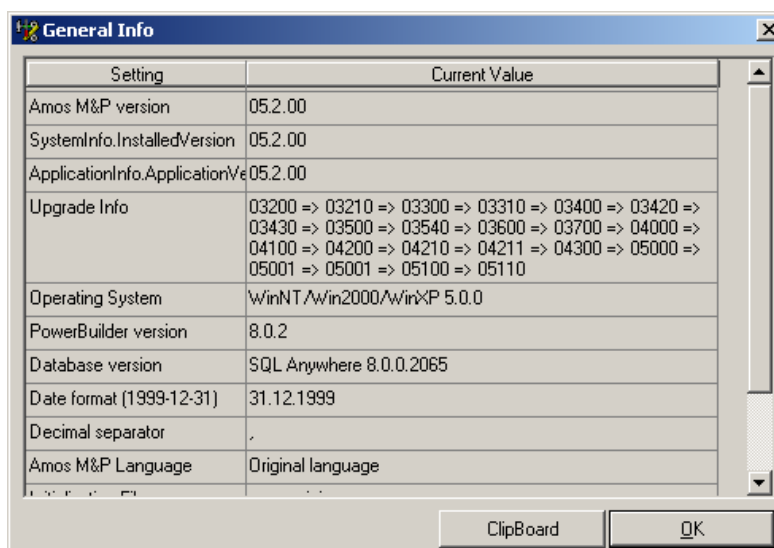 General Info
Setting Current Value
Amos M&P version 05.2.00
SystemInfo.InstalledVersion 05.2.00
ApplicationInfo.ApplicationVe 05.2.00
Upgrade Info 03200 => 03210 => 03300 => 03310 => 03400 => 03420 =>
03430 => 03500 => 03540 => 03600 => 03700 => 04000 =>
04100 => 04200 => 04210 => 04211 => 04300 => 05000 =>
05001 => 05001 => 05100 => 05110
Operating System WinNT/Win2000/WinXP 5.0.0
PowerBuilder version 8.0.2
Database version SQL Anywhere 8.0.0.2065
Date format (1999-12-31) 31.12.1999
Decimal separator ,
Amos M&P Language Original language
ClipBoard OK